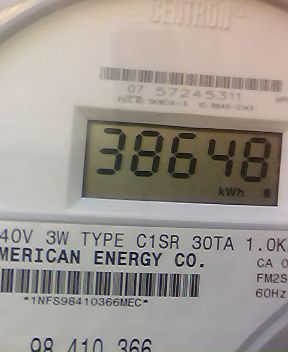 CENTRON®
07 57245311
38648
kWh
40V 3W TYPE C1SR 30TA 1.0K
MERICAN ENERGY CO.
CA 0
FM2S
60Hz
*1NFS98410366MEC*
98 410 366